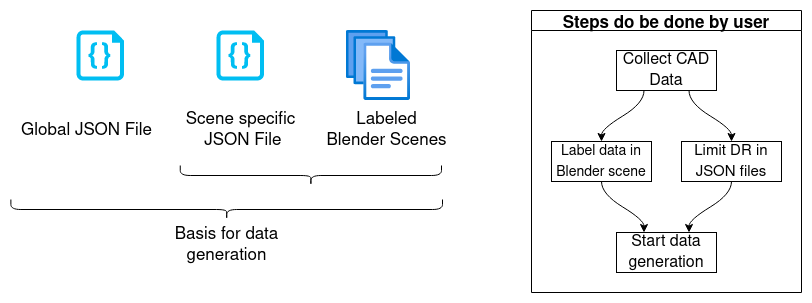 {}
{}
Global JSON File
Scene specific
JSON File
Labeled
Blender Scenes
Basis for data
generation
Steps do be done by user
Collect CAD
Data
Label data in
Blender scene
Limit DR in
JSON files
Start data
generation